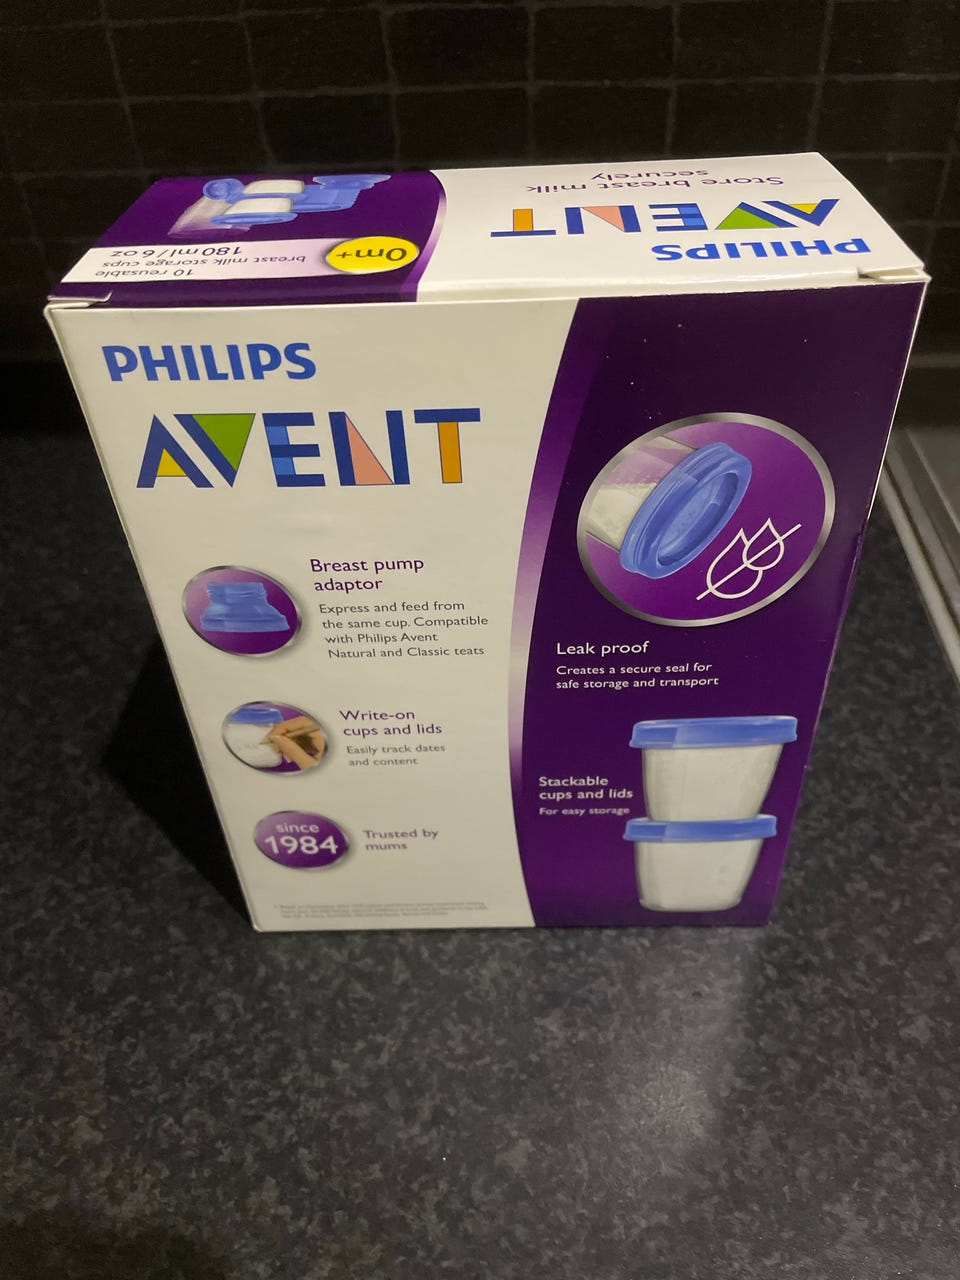 Store breast milk
securely
PHILIPS
AVENT
0m+
10 reusable
breast milk storage cups
180 ml / 6 oz
PHILIPS
AVENT
Breast pump
adaptor
Express and feed from
the same cup. Compatible
with Philips Avent
Natural and Classic teats
Write-on
cups and lids
Easily track dates
and content
since
1984
Trusted by
mums
Leak proof
Creates a secure seal for
safe storage and transport
Stackable
cups and lids
For easy storage